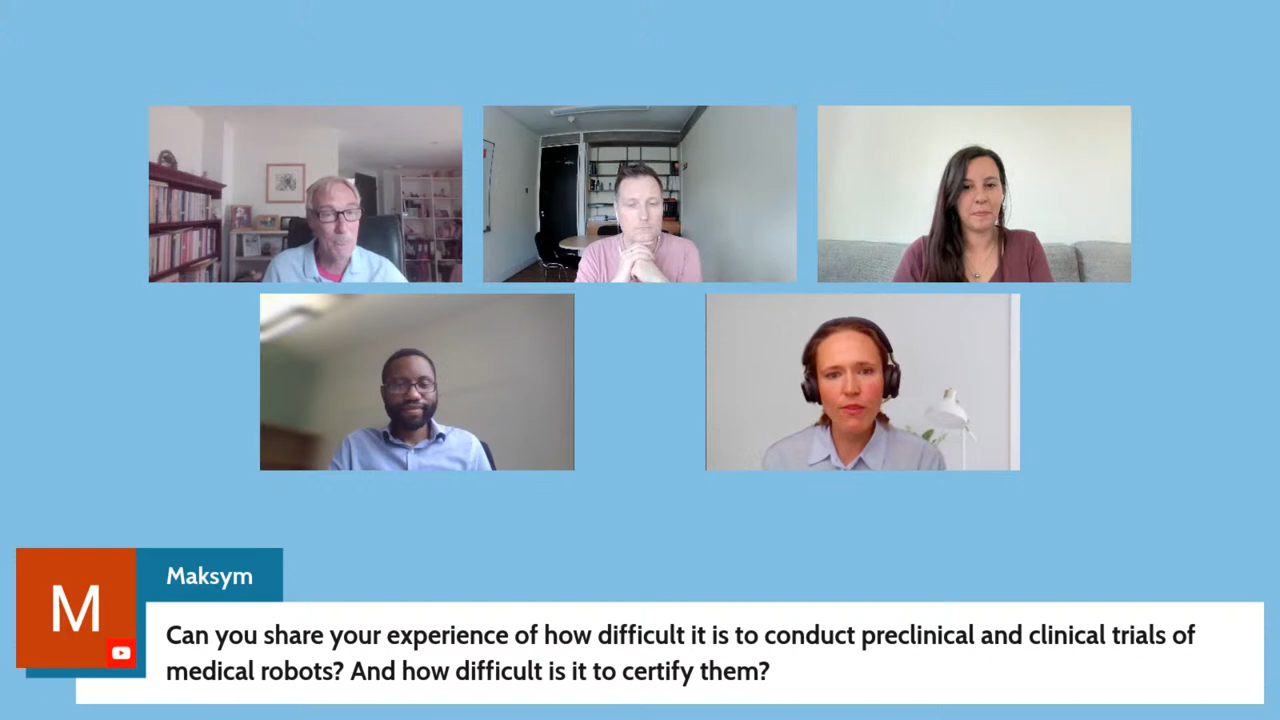 M
Maksym
Can you share your experience of how difficult it is to conduct preclinical and clinical trials of
medical robots? And how difficult is it to certify them?